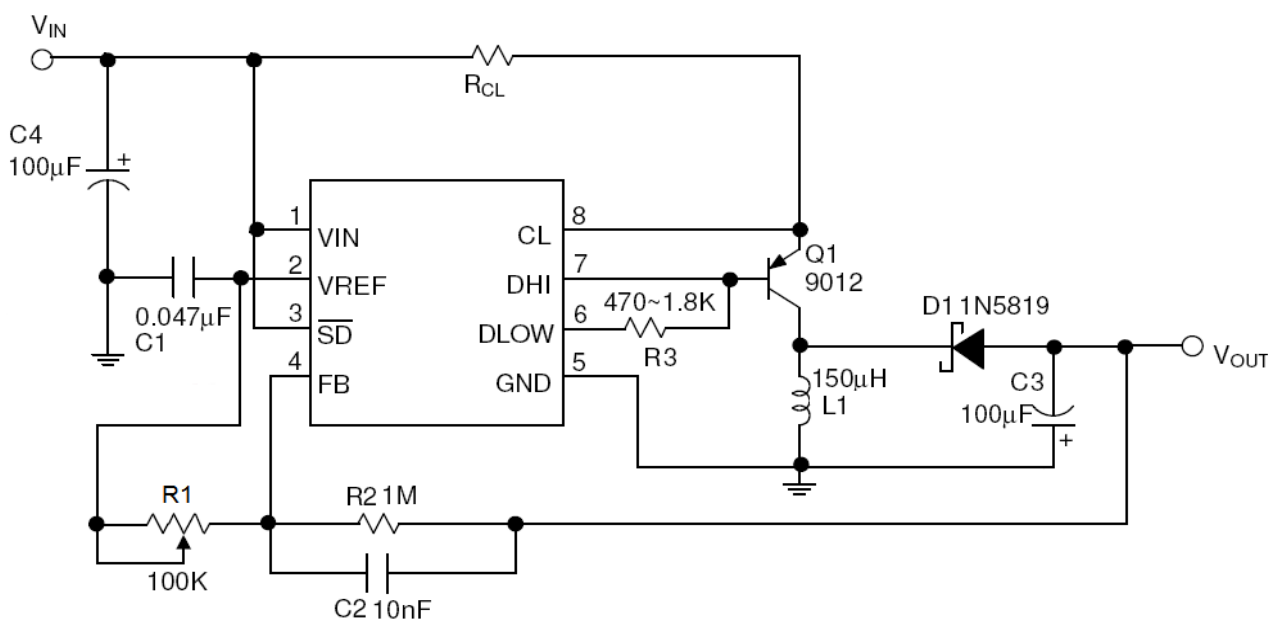 VIN
RCL
C4
100µF
+
1
VIN
2
VREF
3
SD
4
FB
8
CL
7
DHI
6
DLOW
5
GND
0.047µF
C1
470~1.8K
R3
Q1
9012
D1 1N5819
VOUT
150µH
L1
C3
100µF
+
R1
100K
R2 1M
C2 10nF